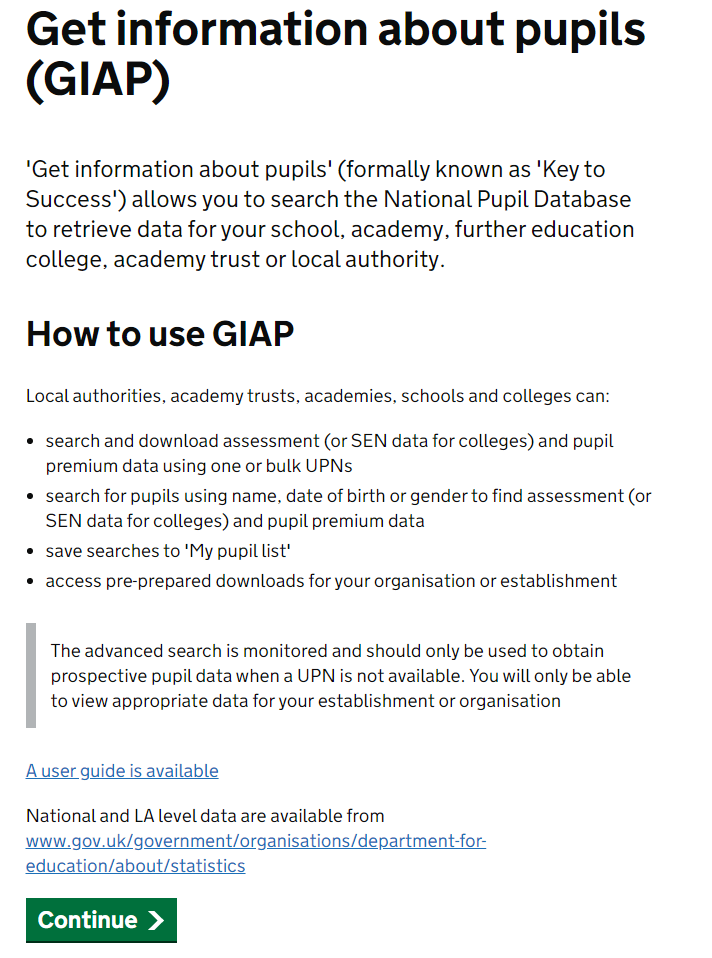 Get information about pupils
(GIAP)
'Get information about pupils' (formally known as 'Key to
Success') allows you to search the National Pupil Database
to retrieve data for your school, academy, further education
college, academy trust or local authority.
How to use GIAP
Local authorities, academy trusts, academies, schools and colleges can:
• search and download assessment (or SEN data for colleges) and pupil
premium data using one or bulk UPNs
• search for pupils using name, date of birth or gender to find assessment (or
SEN data for colleges) and pupil premium data
• save searches to 'My pupil list'
• access pre-prepared downloads for your organisation or establishment
The advanced search is monitored and should only be used to obtain
prospective pupil data when a UPN is not available. You will only be able
to view appropriate data for your establishment or organisation
A user guide is available
National and LA level data are available from
www.gov.uk/government/organisations/department-for-
education/about/statistics
Continue